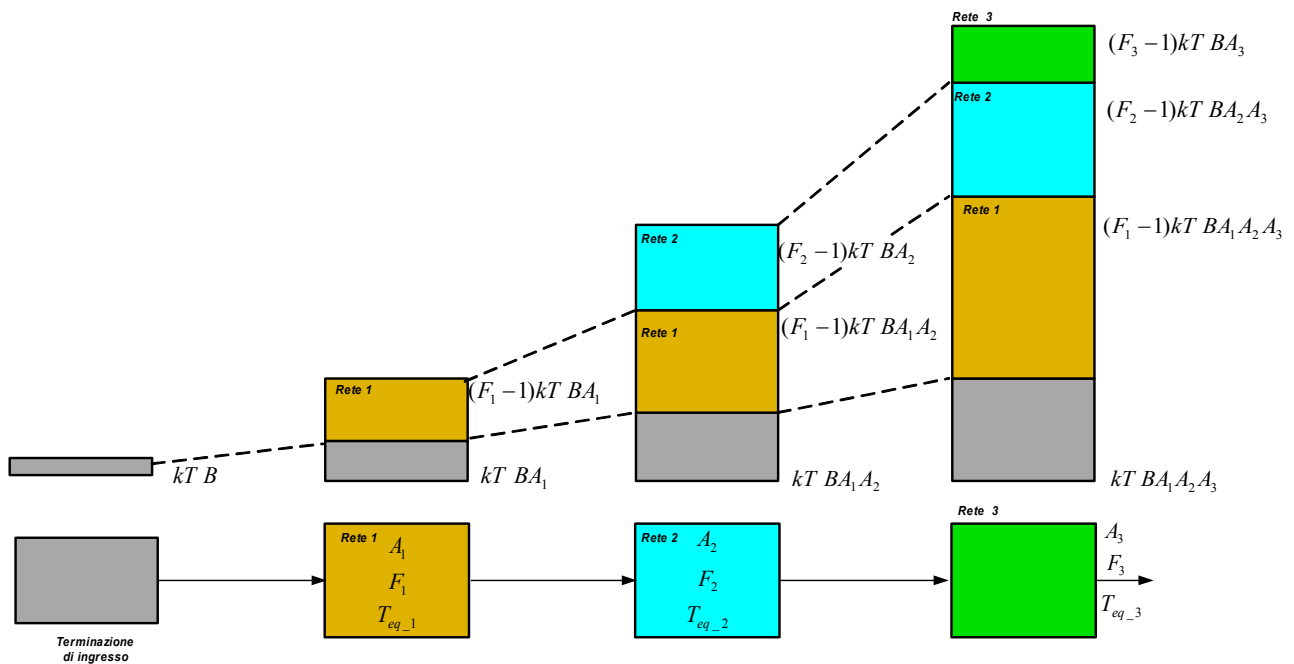 Rete 3
(F₃ −1)kT BA₃
Rete 2
(F₂ −1)kT BA₂A₃
Rete 1
(F₁ −1)kT BA₁A₂A₃
Rete 2
(F₂ −1)kT BA₂
Rete 1
(F₁ −1)kT BA₁A₂
Rete 1
(F₁ −1)kT BA₁
kT B
kT BA₁
kT BA₁A₂
kT BA₁A₂A₃
Rete 1
A₁
F₁
T_eq_1
Rete 2
A₂
F₂
T_eq_2
Rete 3
A₃
F₃
T_eq_3
Terminazione
di ingresso